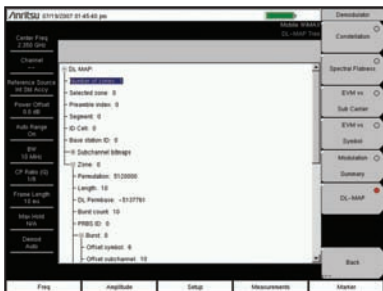 Anritsu 07/19/2007 01:45:40 pm
Mobile WiMAX
DL-MAP Tree
Center Freq
2.350 GHz
Channel
--
Reference Source
Int Std Accy
Power Offset
0.0 dB
Auto Range
On
BW
10 MHz
CP Ratio (G)
1/8
Frame Length
10 ms
Max Hold
N/A
Demod
Auto
DL-MAP:
Number of zones: 1
Selected zone: 0
Preamble index: 0
Segment: 0
ID Cell: 0
Base station ID: 0
Subchannel bitmaps
Zone: 0
Permutation: 5120000
Length: 10
DL Permbase: -5137761
Burst count: 10
PRBS ID: 0
Burst: 0
Offset symbol: 6
Offset subchannel: 10
Demodulator
Constellation
Spectral Flatness
EVM vs
Sub Carrier
EVM vs
Symbol
Modulation
Summary
DL-MAP
Back
Freq
Amplitude
Setup
Measurements
Marker